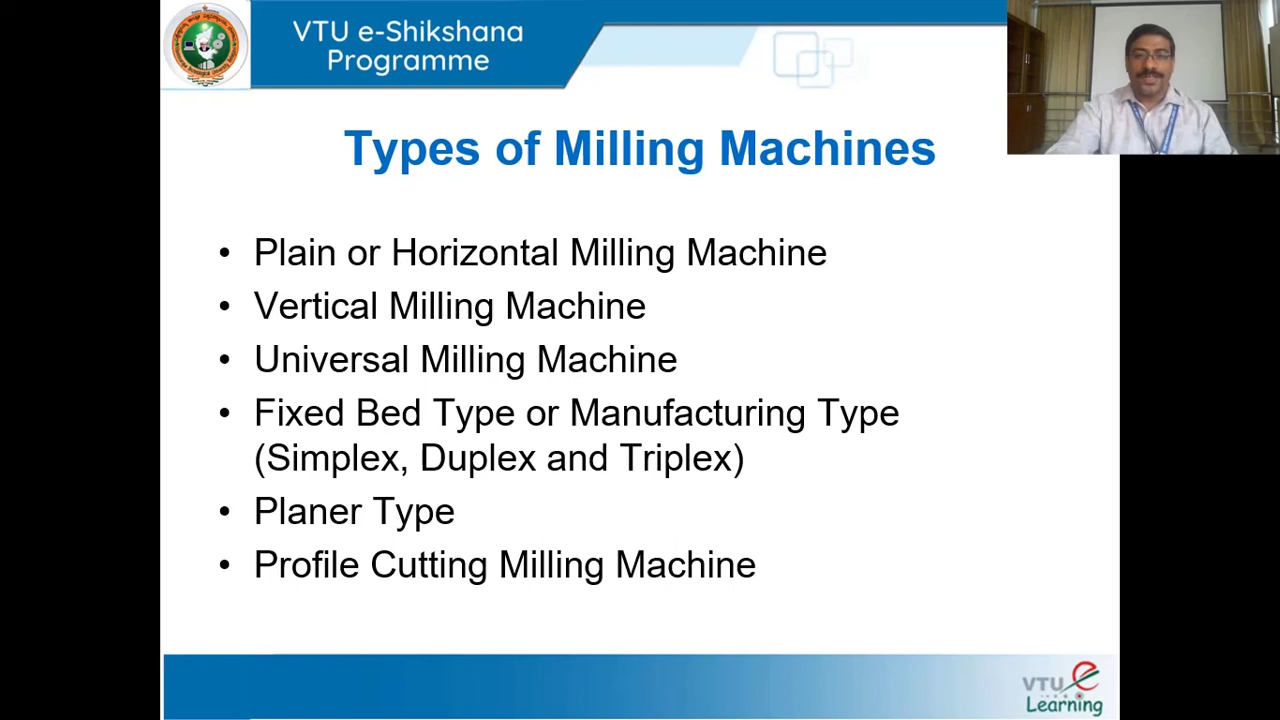 VTU e-Shikshana
Programme
Types of Milling Machines
• Plain or Horizontal Milling Machine
• Vertical Milling Machine
• Universal Milling Machine
• Fixed Bed Type or Manufacturing Type
(Simplex, Duplex and Triplex)
• Planer Type
• Profile Cutting Milling Machine
VTU e
Learning